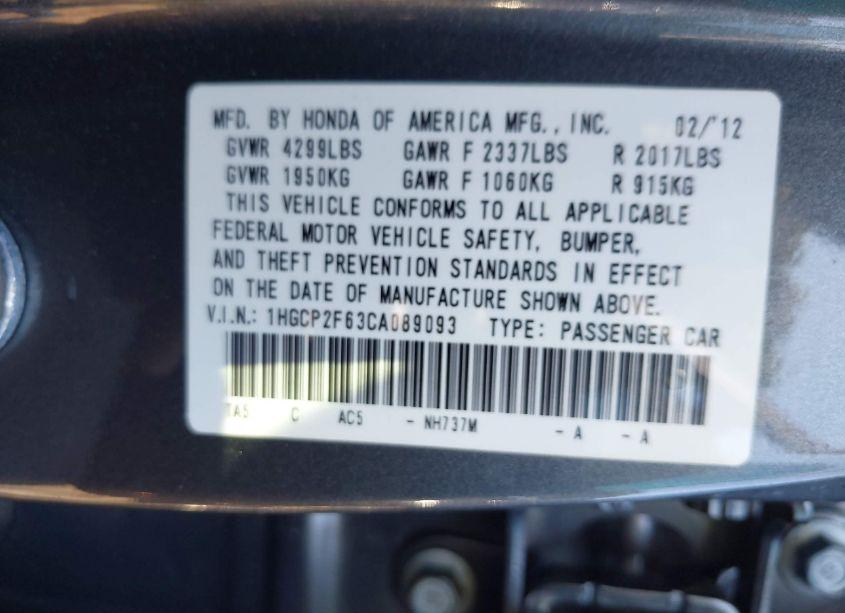 MFD. BY HONDA OF AMERICA MFG., INC. 02/'12
GVWR 4299LBS GAWR F 2337LBS R 2017LBS
GVWR 1950KG GAWR F 1060KG R 915KG
THIS VEHICLE CONFORMS TO ALL APPLICABLE
FEDERAL MOTOR VEHICLE SAFETY, BUMPER,
AND THEFT PREVENTION STANDARDS IN EFFECT
ON THE DATE OF MANUFACTURE SHOWN ABOVE.
V.I.N.: 1HGCP2F63CA089093 TYPE: PASSENGER CAR
TA5 C AC5 - NH737M - A - A